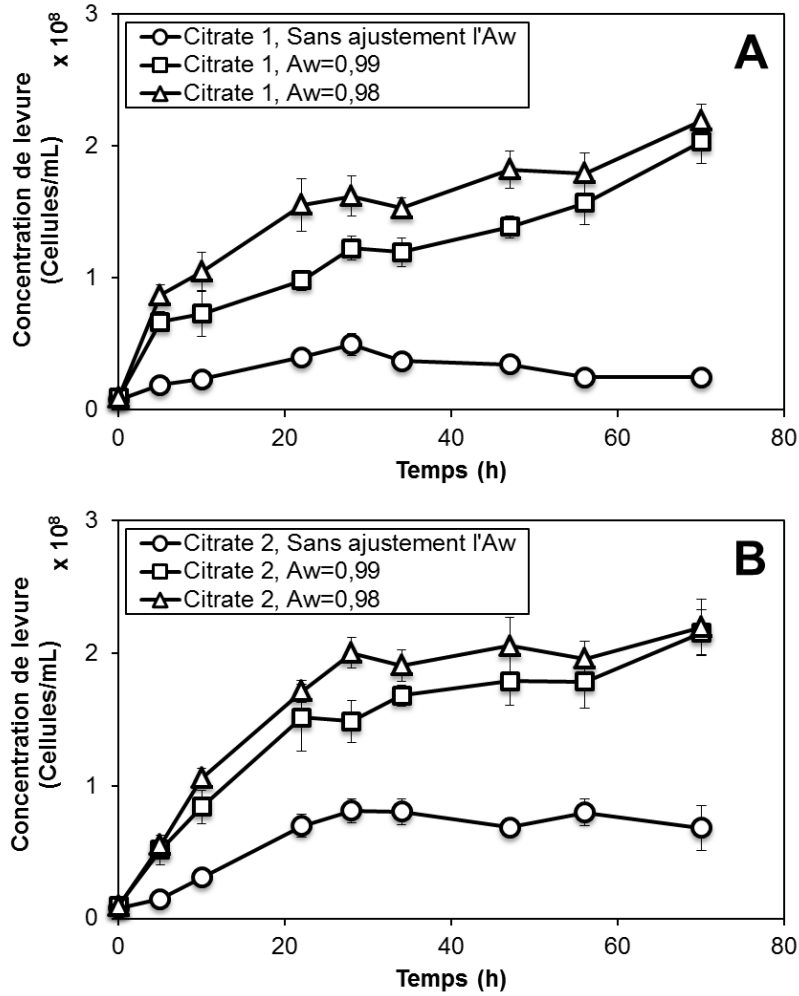 x 10⁸
Concentration de levure
(Cellules/mL)
3
2
1
0
Citrate 1, Sans ajustement l'Aw
Citrate 1, Aw=0,99
Citrate 1, Aw=0,98
A
0 20 40 60 80
Temps (h)
x 10⁸
Concentration de levure
(Cellules/mL)
3
2
1
0
Citrate 2, Sans ajustement l'Aw
Citrate 2, Aw=0,99
Citrate 2, Aw=0,98
B
0 20 40 60 80
Temps (h)